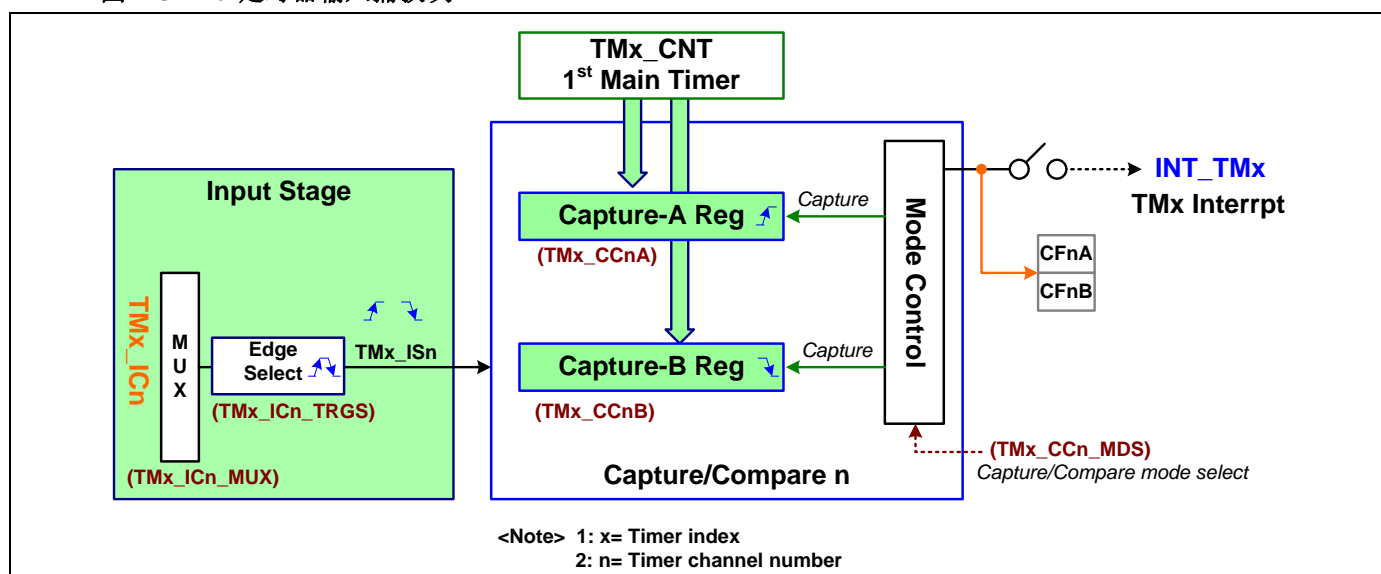 TMx_CNT
1st Main Timer
Input Stage
TMx_ICn
MUX
Edge
Select
TMx_ISn
(TMx_ICn_TRGS)
(TMx_ICn_MUX)
Capture-A Reg
(TMx_CCnA)
Capture
Capture-B Reg
(TMx_CCnB)
Capture
Mode Control
Capture/Compare n
INT_TMx
TMx Interrpt
CFnA
CFnB
(TMx_CCn_MDS)
Capture/Compare mode select
<Note> 1: x= Timer index
2: n= Timer channel number